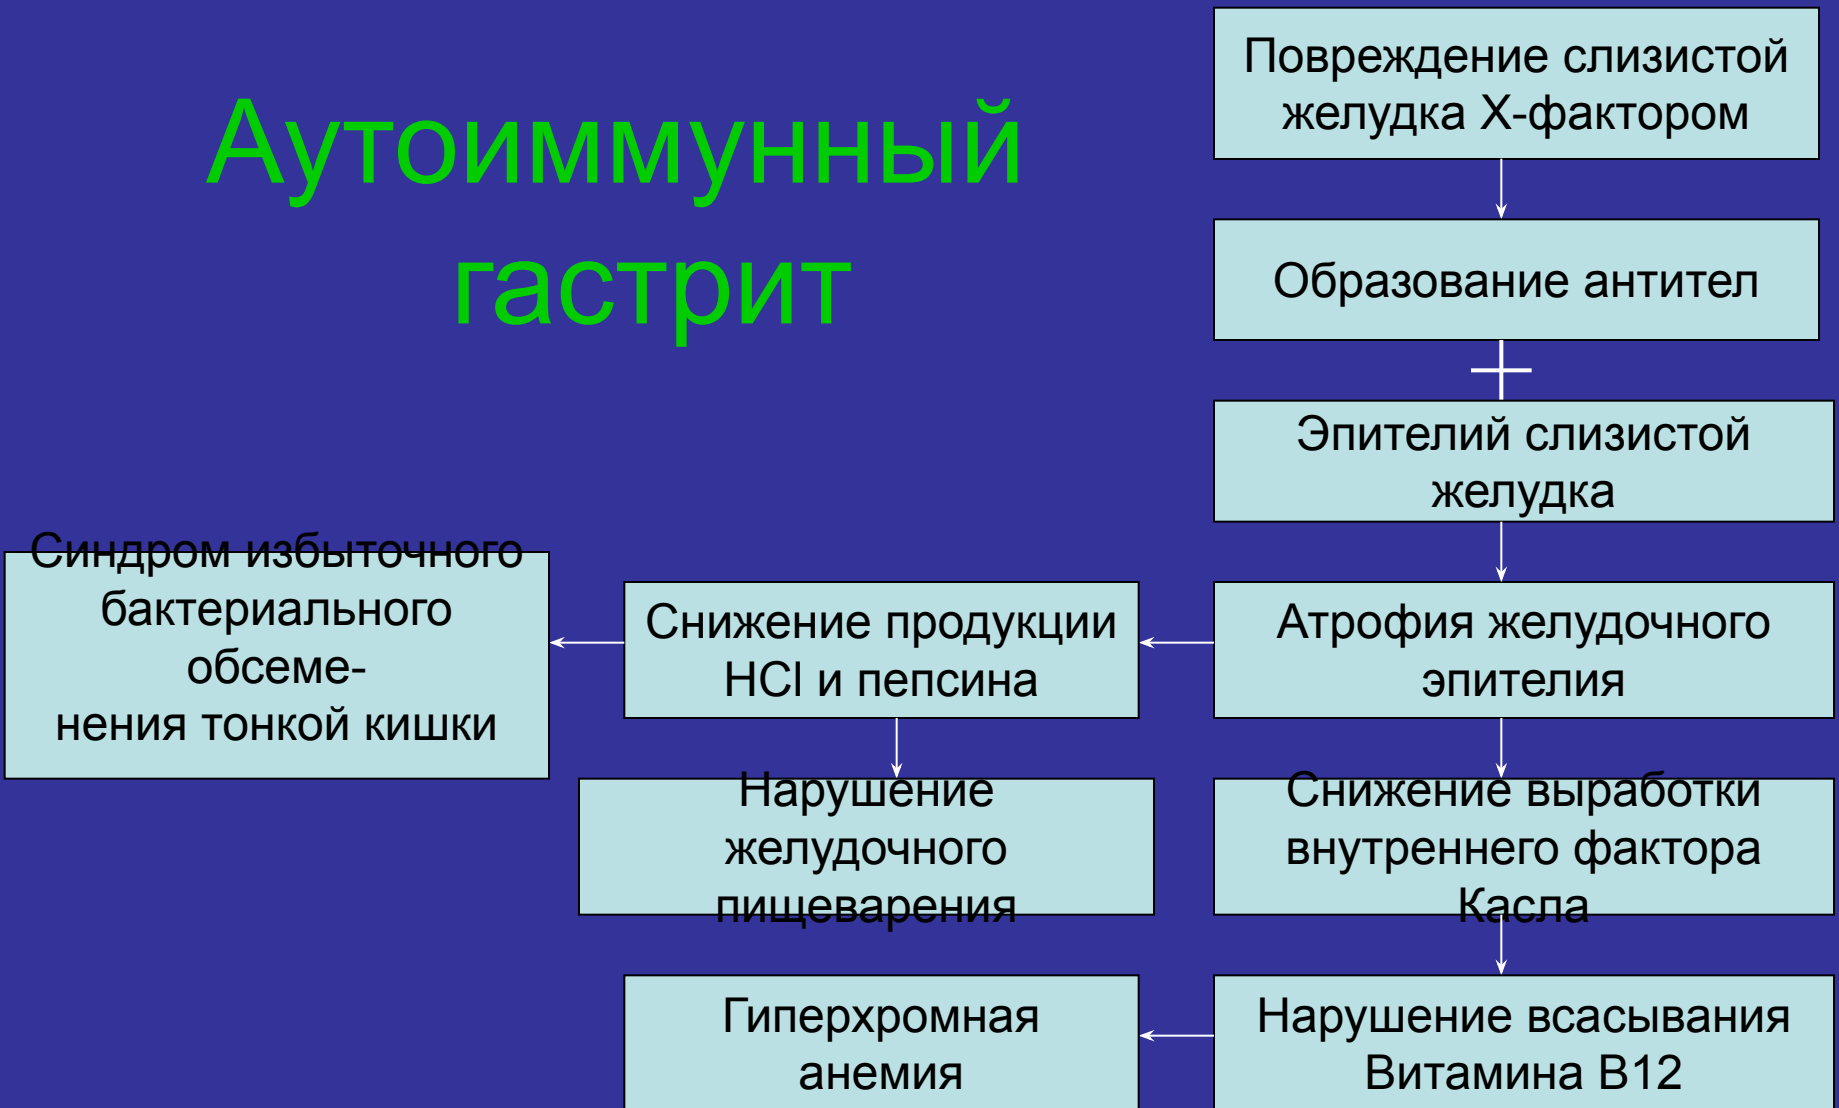 Аутоиммунный
гастрит
Повреждение слизистой
желудка Х-фактором
Образование антител
Эпителий слизистой
желудка
Атрофия желудочного
эпителия
Снижение продукции
HCl и пепсина
Синдром избыточного
бактериального
обсеме-
нения тонкой кишки
Нарушение
желудочного
пищеварения
Снижение выработки
внутреннего фактора
Касла
Нарушение всасывания
Витамина В12
Гиперхромная
анемия